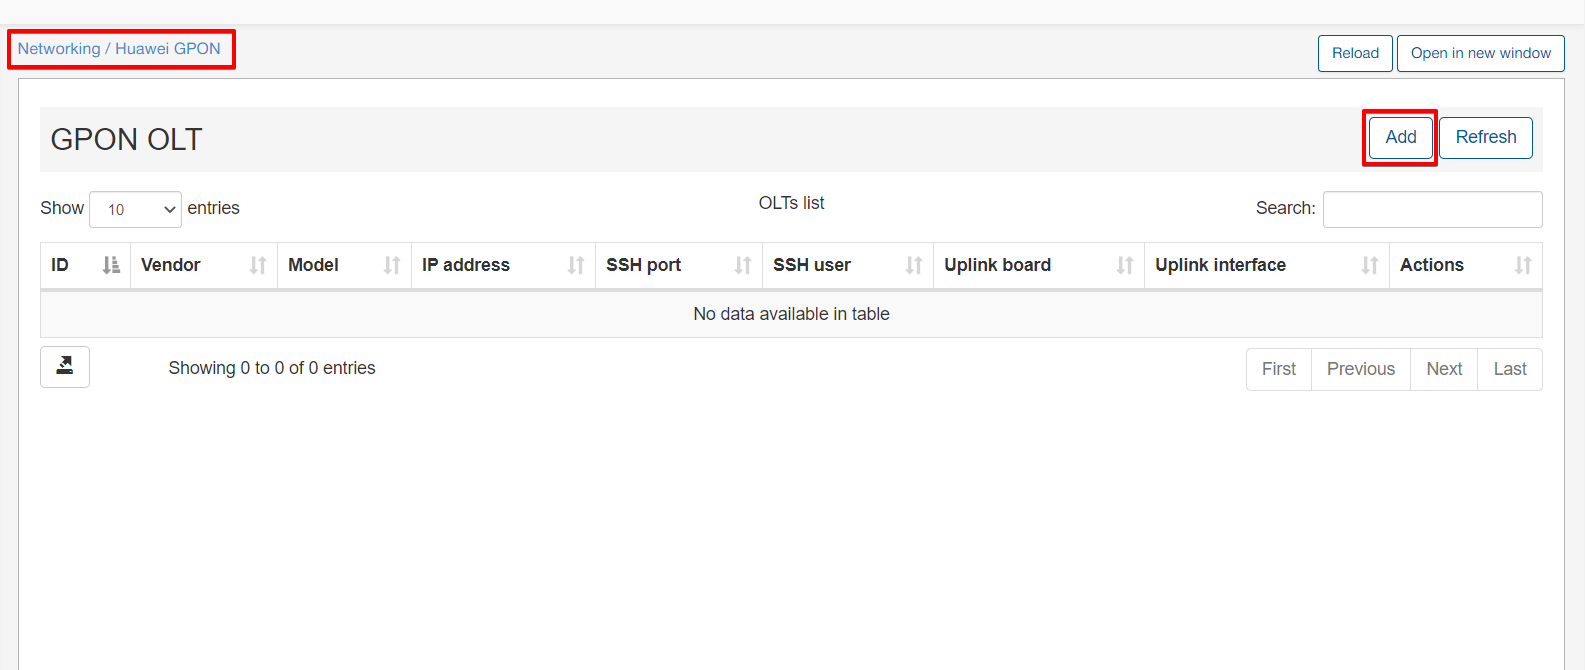 Networking / Huawei GPON
Reload
Open in new window
GPON OLT
Add
Refresh
Show 10 entries
OLTs list
Search:
ID Vendor Model IP address SSH port SSH user Uplink board Uplink interface Actions
No data available in table
Showing 0 to 0 of 0 entries
First Previous Next Last